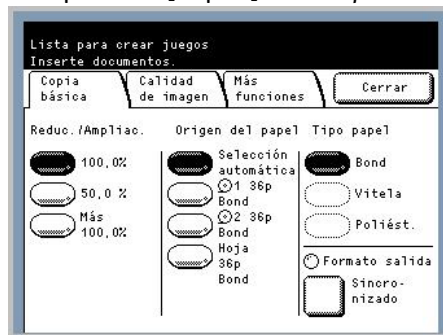 Lista para crear juegos
Inserte documentos.
Copia
básica
Calidad
de imagen
Más
funciones
Cerrar
Reduc./Ampliac.
100,0%
50,0 %
Más
100,0%
Origen del papel
Selección
automática
1 36p
Bond
2 36p
Bond
Hoja
36p
Bond
Tipo papel
Bond
Vitela
Poliést.
Formato salida
Sincro-
nizado